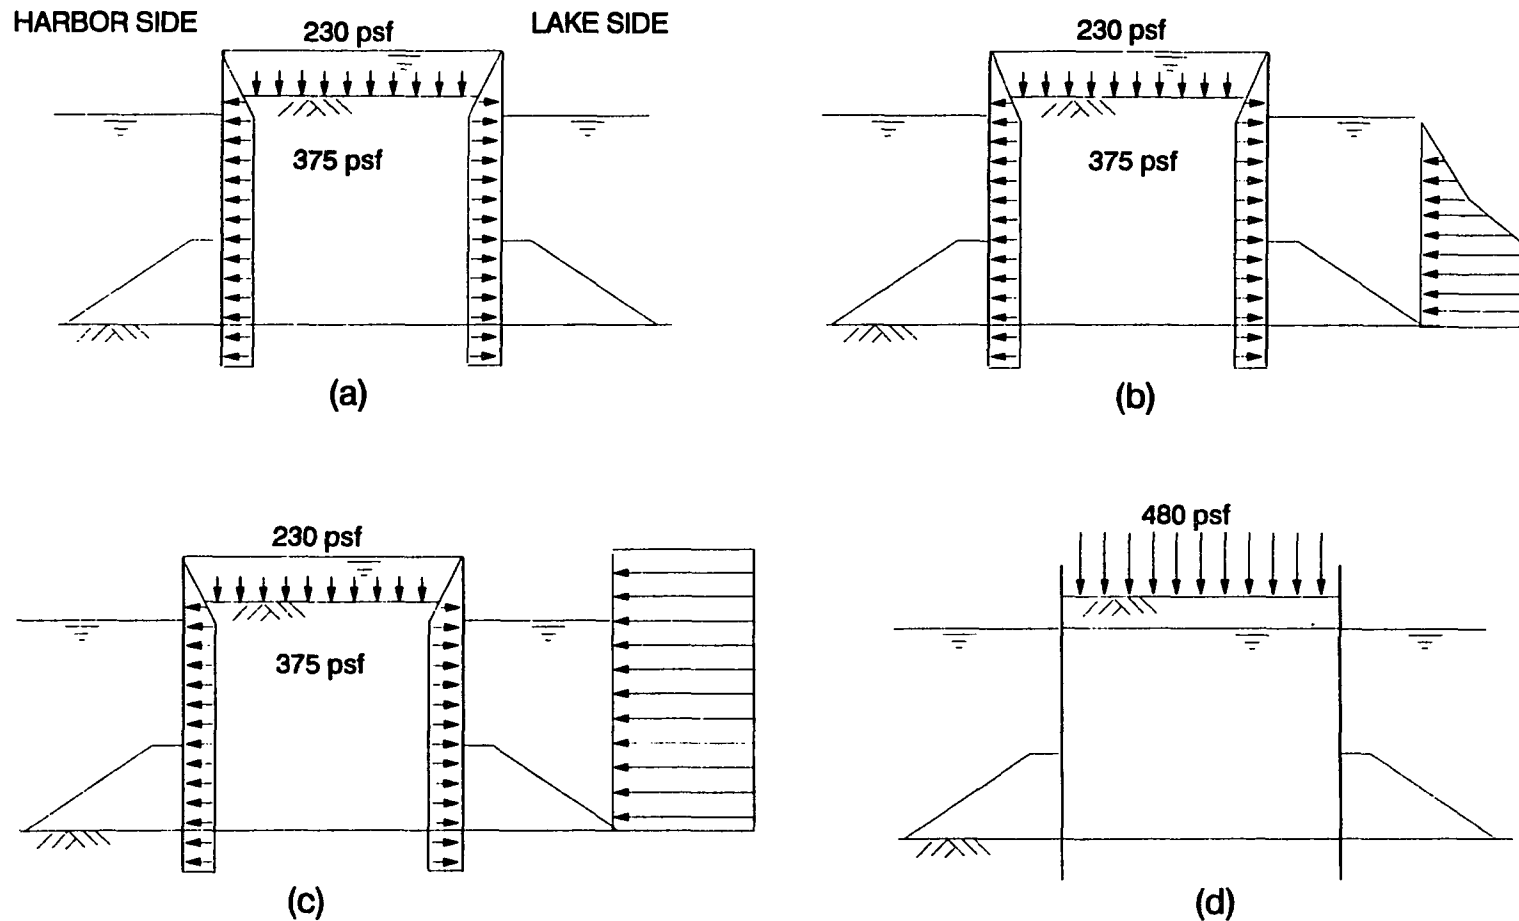 HARBOR SIDE
230 psf
LAKE SIDE
375 psf
(a)
230 psf
375 psf
(b)
230 psf
375 psf
(c)
480 psf
(d)